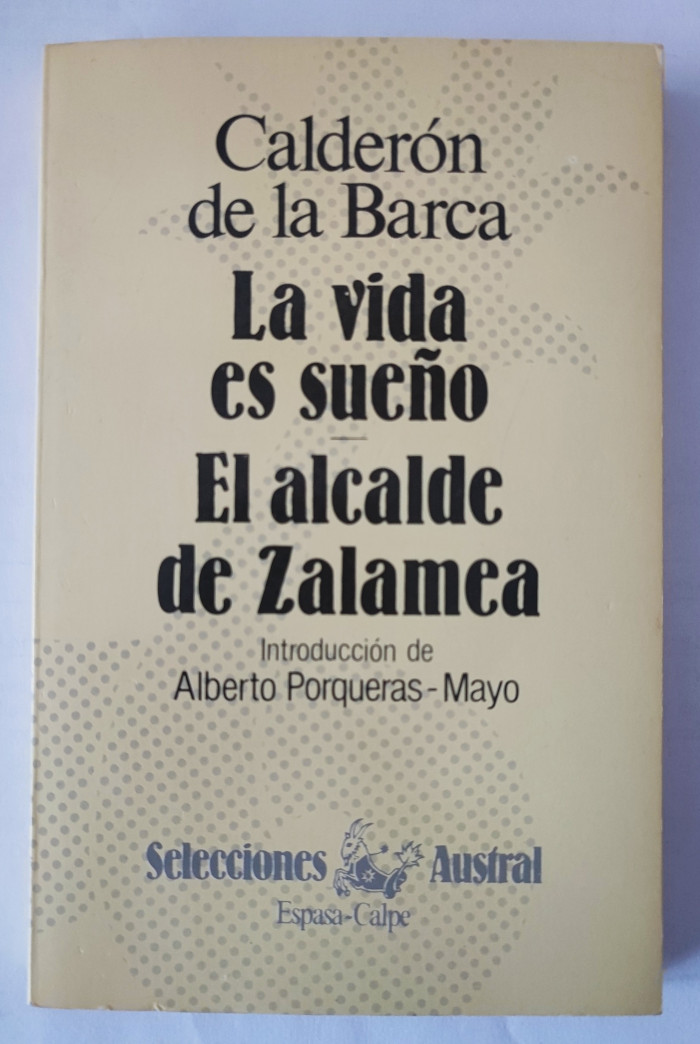 Calderón
de la Barca
La vida
es sueño
El alcalde
de Zalamea
Introducción de
Alberto Porqueras-Mayo
Selecciones Austral
Espasa-Calpe